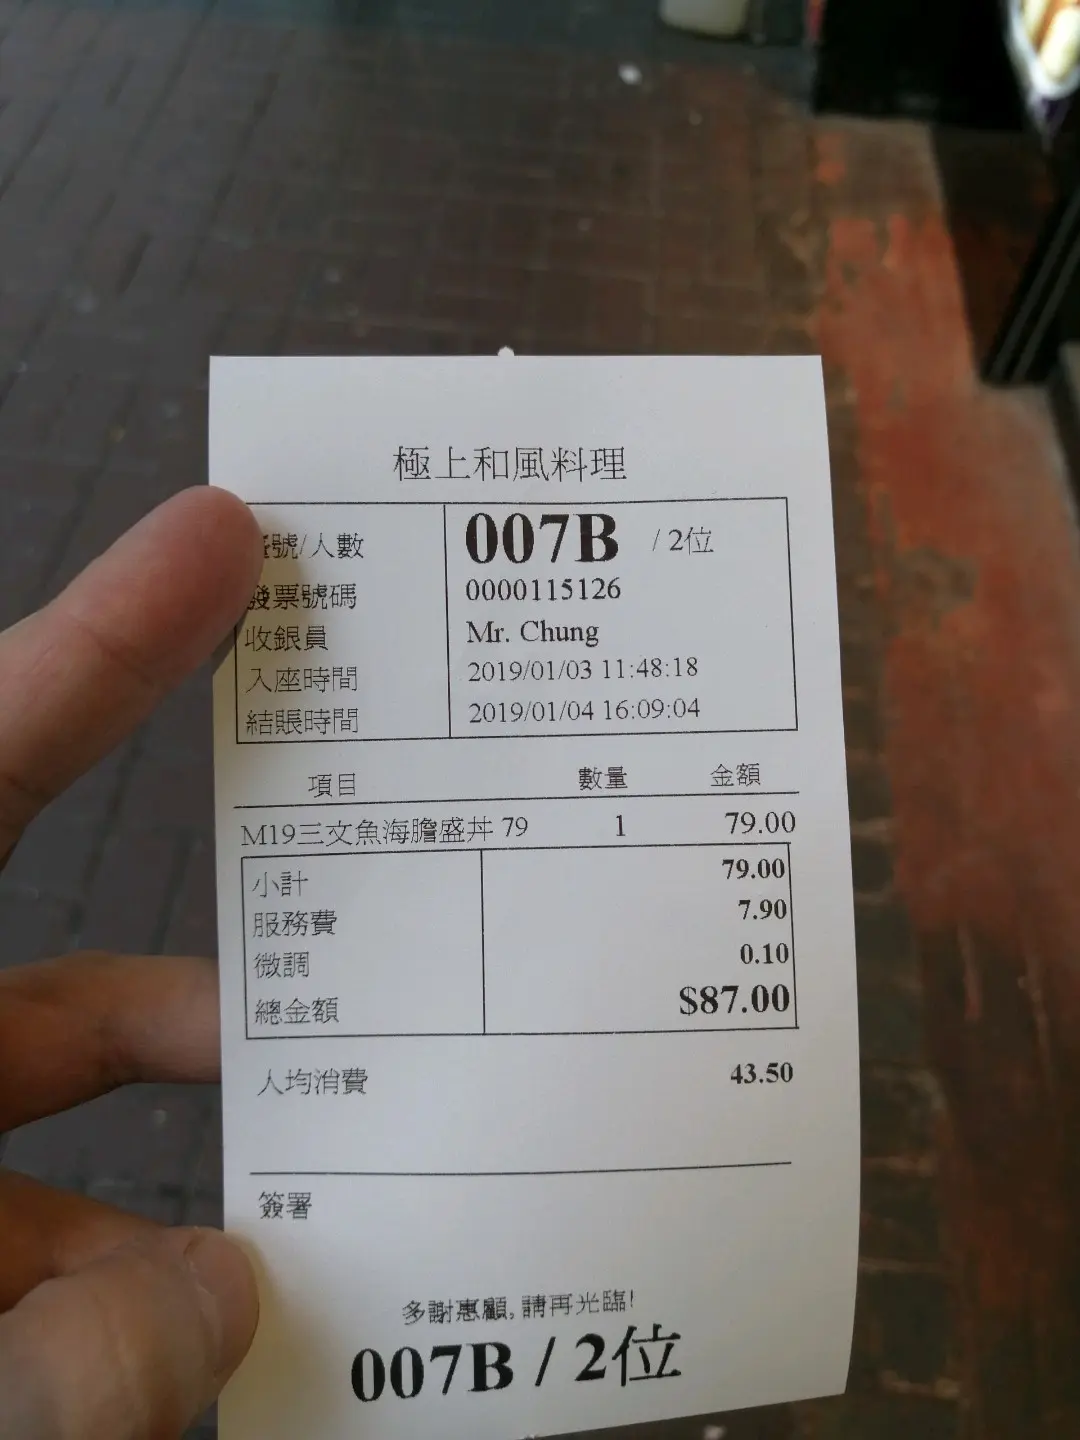 極上和風料理
號/人數 007B / 2位
發票號碼 0000115126
收銀員 Mr. Chung
入座時間 2019/01/03 11:48:18
結賬時間 2019/01/04 16:09:04
項目 數量 金額
M19三文魚海膽盛丼 79 1 79.00
小計 79.00
服務費 7.90
微調 0.10
總金額 $87.00
人均消費 43.50
簽署
多謝惠顧,請再光臨!
007B / 2位